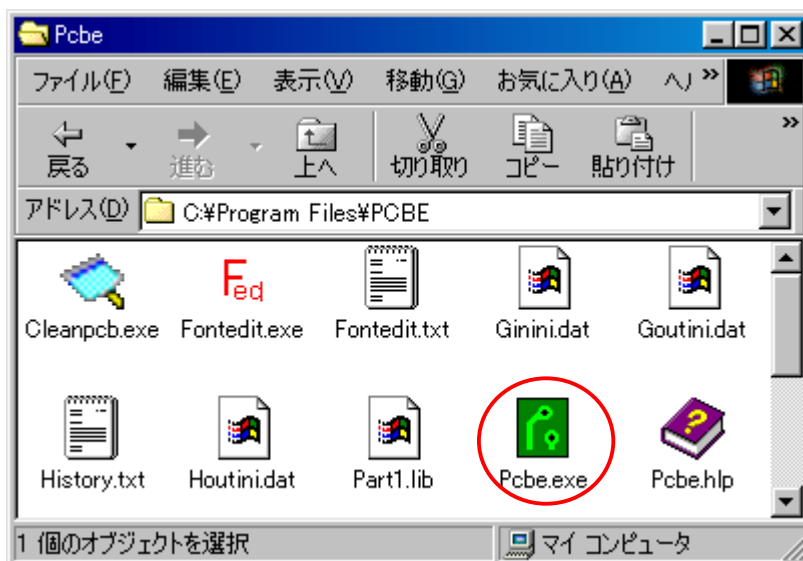 Pcbe
ファイル(F) 編集(E) 表示(V) 移動(G) お気に入り(A) ヘル »
戻る 進む 上へ 切り取り コピー 貼り付け »
アドレス(D) C:¥Program Files¥PCBE
Cleanpcb.exe Fontedit.exe Fontedit.txt Ginini.dat Goutini.dat
History.txt Houtini.dat Part1.lib Pcbe.exe Pcbe.hlp
1 個のオブジェクトを選択 マイ コンピュータ